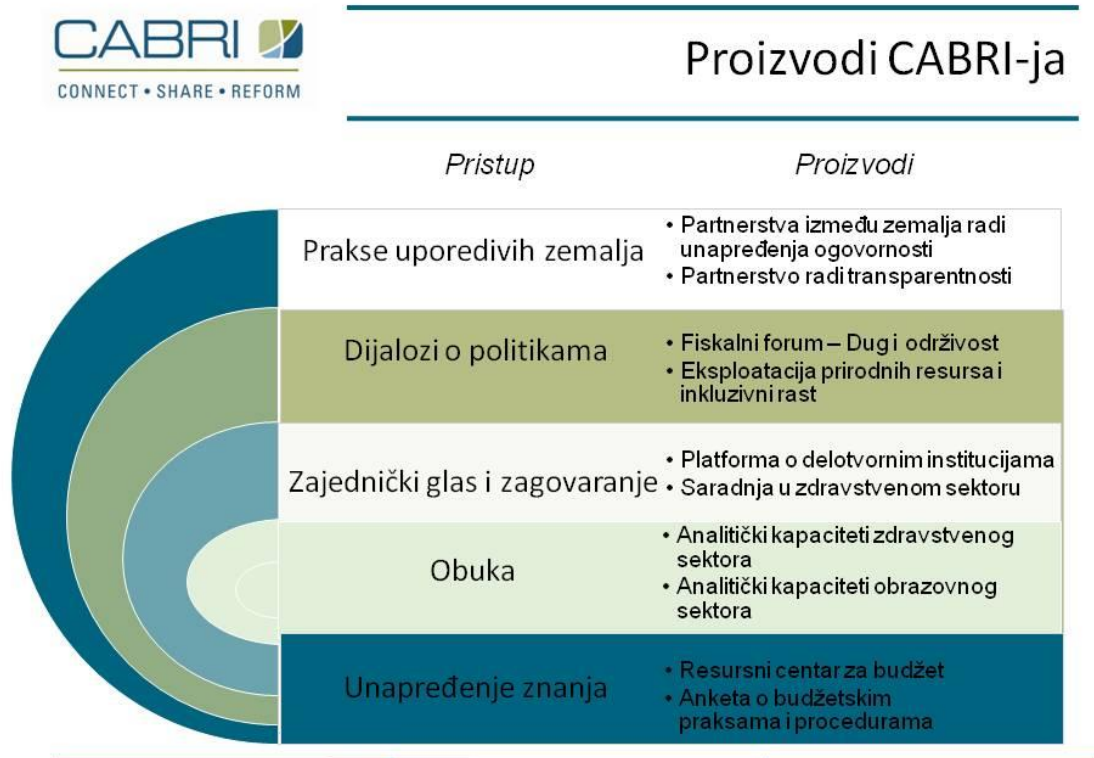 CABRI
CONNECT • SHARE • REFORM
Proizvodi CABRI-ja
Pristup
Proizvodi
Prakse uporedivih zemalja
• Partnerstva između zemalja radi
unapređenja ogovornosti
• Partnerstvo radi transparentnosti
Dijalozi o politikama
• Fiskalni forum – Dug i održivost
• Eksploatacija prirodnih resursa i
inkluzivni rast
Zajednički glas i zagovaranje
• Platforma o delotvornim institucijama
• Saradnja u zdravstvenom sektoru
Obuka
• Analitički kapaciteti zdravstvenog
sektora
• Analitički kapaciteti obrazovnog
sektora
Unapređenje znanja
• Resursni centar za budžet
• Anketa o budžetskim
praksama i procedurama